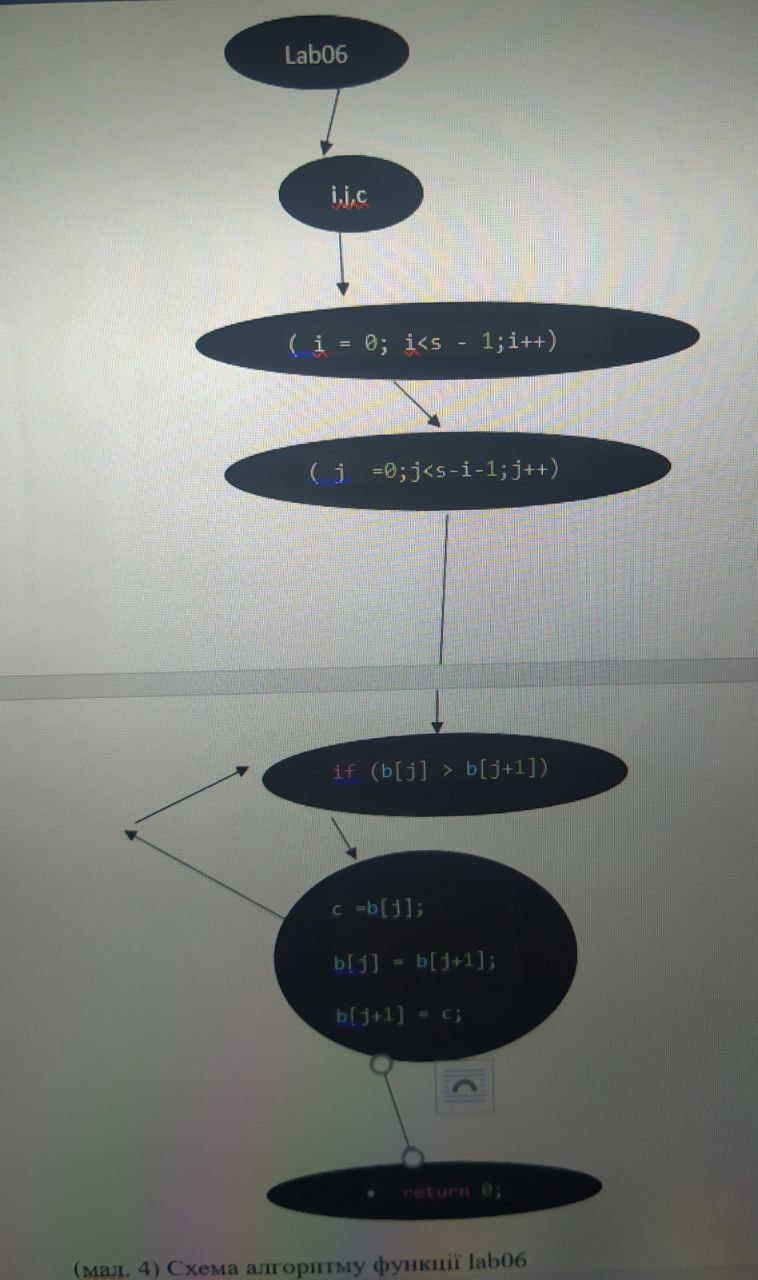 Lab06
i,j,c
( i = 0; i<s - 1;i++)
( j  =0;j<s-i-1;j++)
if (b[j] > b[j+1])
c =b[j];
b[j] = b[j+1];
b[j+1] = c;
• return 0;
(мал. 4) Схема алгоритму функції lab06